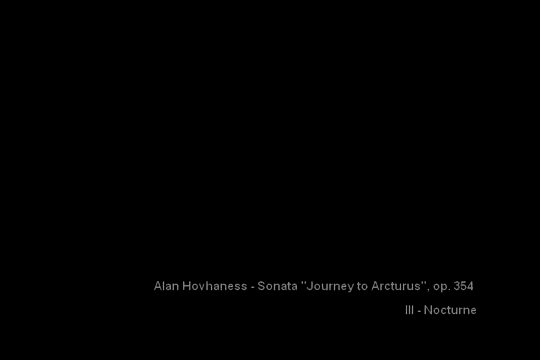 Alan Hovhaness - Sonata "Journey to Arcturus", op. 354
III - Nocturne